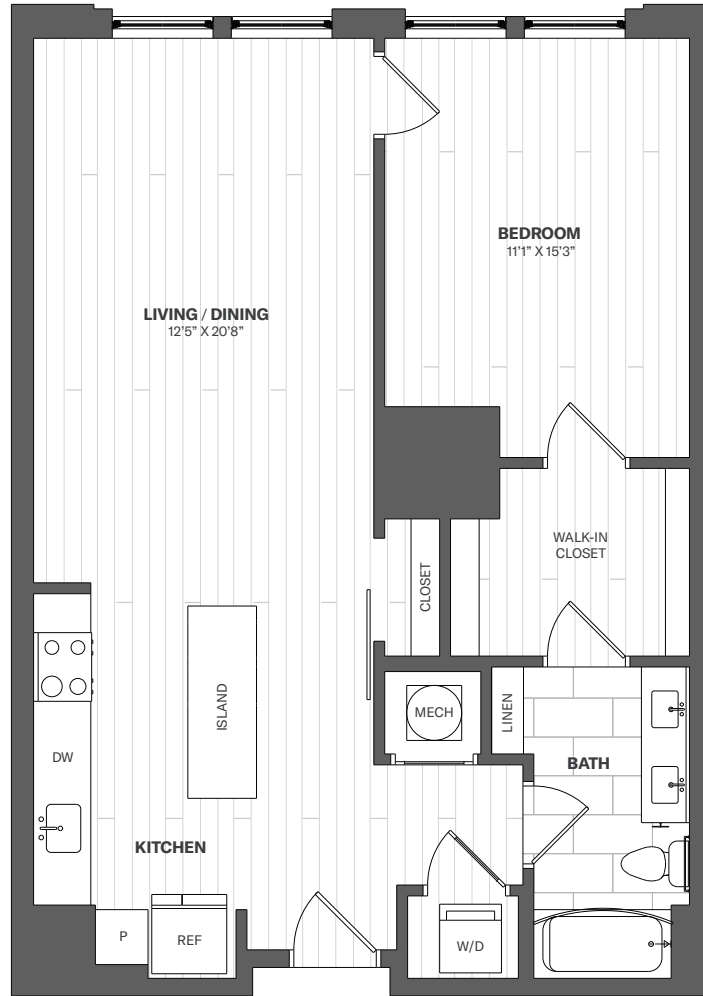 BEDROOM
11’1” X 15’3”
LIVING / DINING
12’5” X 20’8”
WALK-IN
CLOSET
CLOSET
ISLAND
MECH
LINEN
DW
BATH
KITCHEN
P
REF
W/D